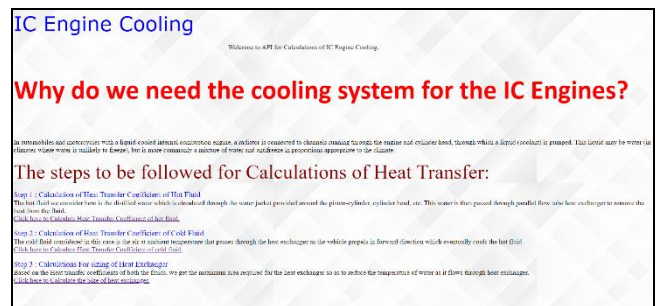 IC Engine Cooling
Welcome to API for Calculations of IC Engine Cooling.
Why do we need the cooling system for the IC Engines?
In automobiles and motorcycles with a liquid-cooled internal combustion engine, a radiator is connected to channels running through the engine and cylinder head, through which a liquid (coolant) is pumped. This liquid may be water (in
climates where water is unlikely to freeze), but is more commonly a mixture of water and antifreeze in proportions appropriate to the climate.
The steps to be followed for Calculations of Heat Transfer:
Step 1 : Calculation of Heat Transfer Coefficient of Hot Fluid
The hot fluid we consider here is the distilled water which is circulated through the water jacket provided around the piston-cylinder, cylinder head, etc. This water is then passed through parallel flow tube heat exchanger to remove the
heat from the fluid.
Click here to Calculate Heat Transfer Coefficient of hot fluid.
Step 2 : Calculation of Heat Transfer Coefficient of Cold Fluid
The cold fluid considered in this case is the air at ambient temperature that passes through the heat exchanger as the vehicle propels in forward direction which eventually cools the hot fluid
Click here to Calculate Heat Transfer Coefficient of cold fluid.
Step 3 : Calculations For sizing of Heat Exchanger
Based on the Heat transfer coefficients of both the fluids, we get the maximum area required for the heat exchanger so as to reduce the temperature of water as it flows through heat exchanger.
Click here to Calculate the Size of heat exchanger.